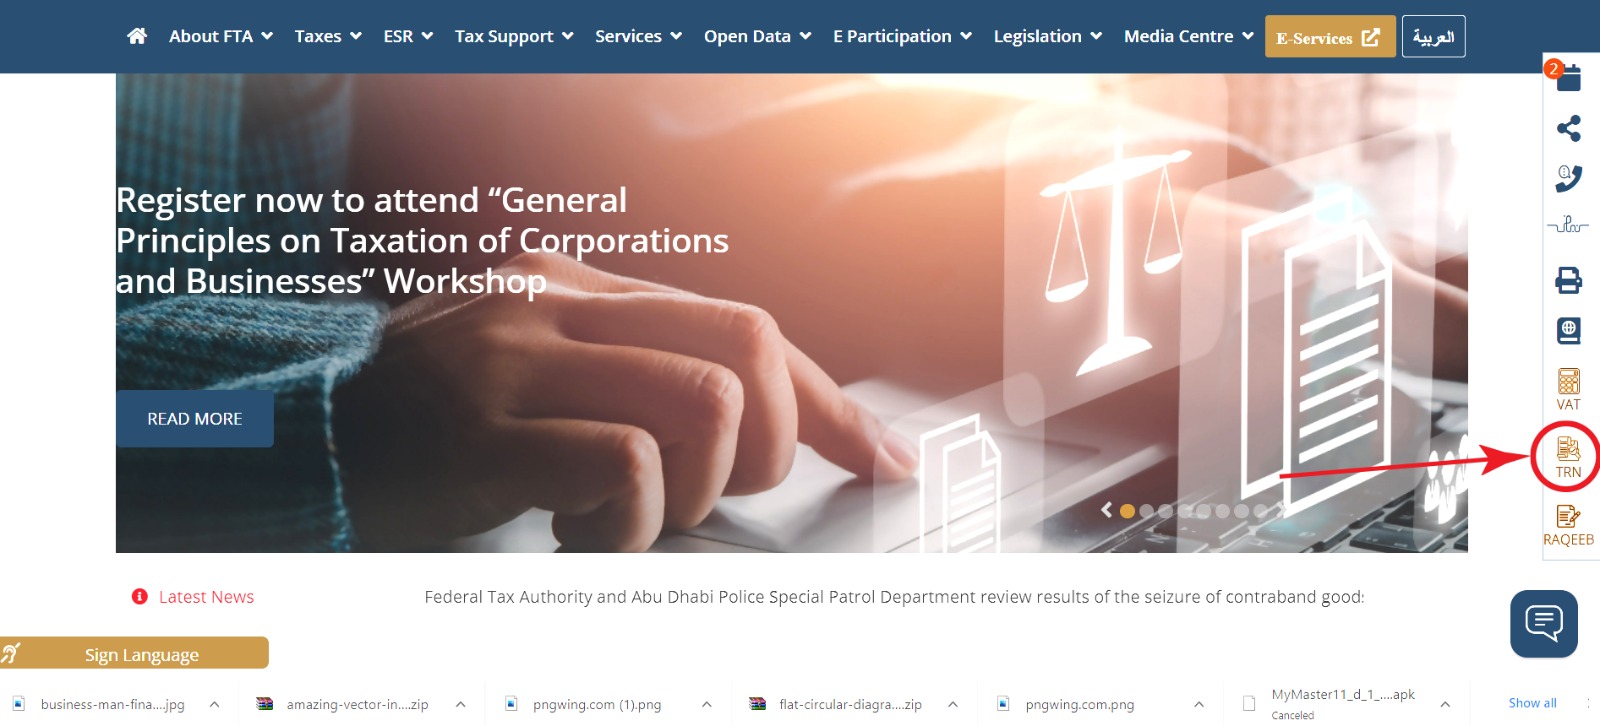 About FTA Taxes ESR Tax Support Services Open Data E Participation Legislation Media Centre E-Services العربية
2
Register now to attend “General
Principles on Taxation of Corporations
and Businesses” Workshop
READ MORE
VAT
TRN
RAQEEB
Latest News Federal Tax Authority and Abu Dhabi Police Special Patrol Department review results of the seizure of contraband good
Sign Language
business-man-fina....jpg amazing-vector-in....zip pngwing.com (1).png flat-circular-diagra....zip pngwing.com.png MyMaster11_d_1_....apk Show all
Canceled